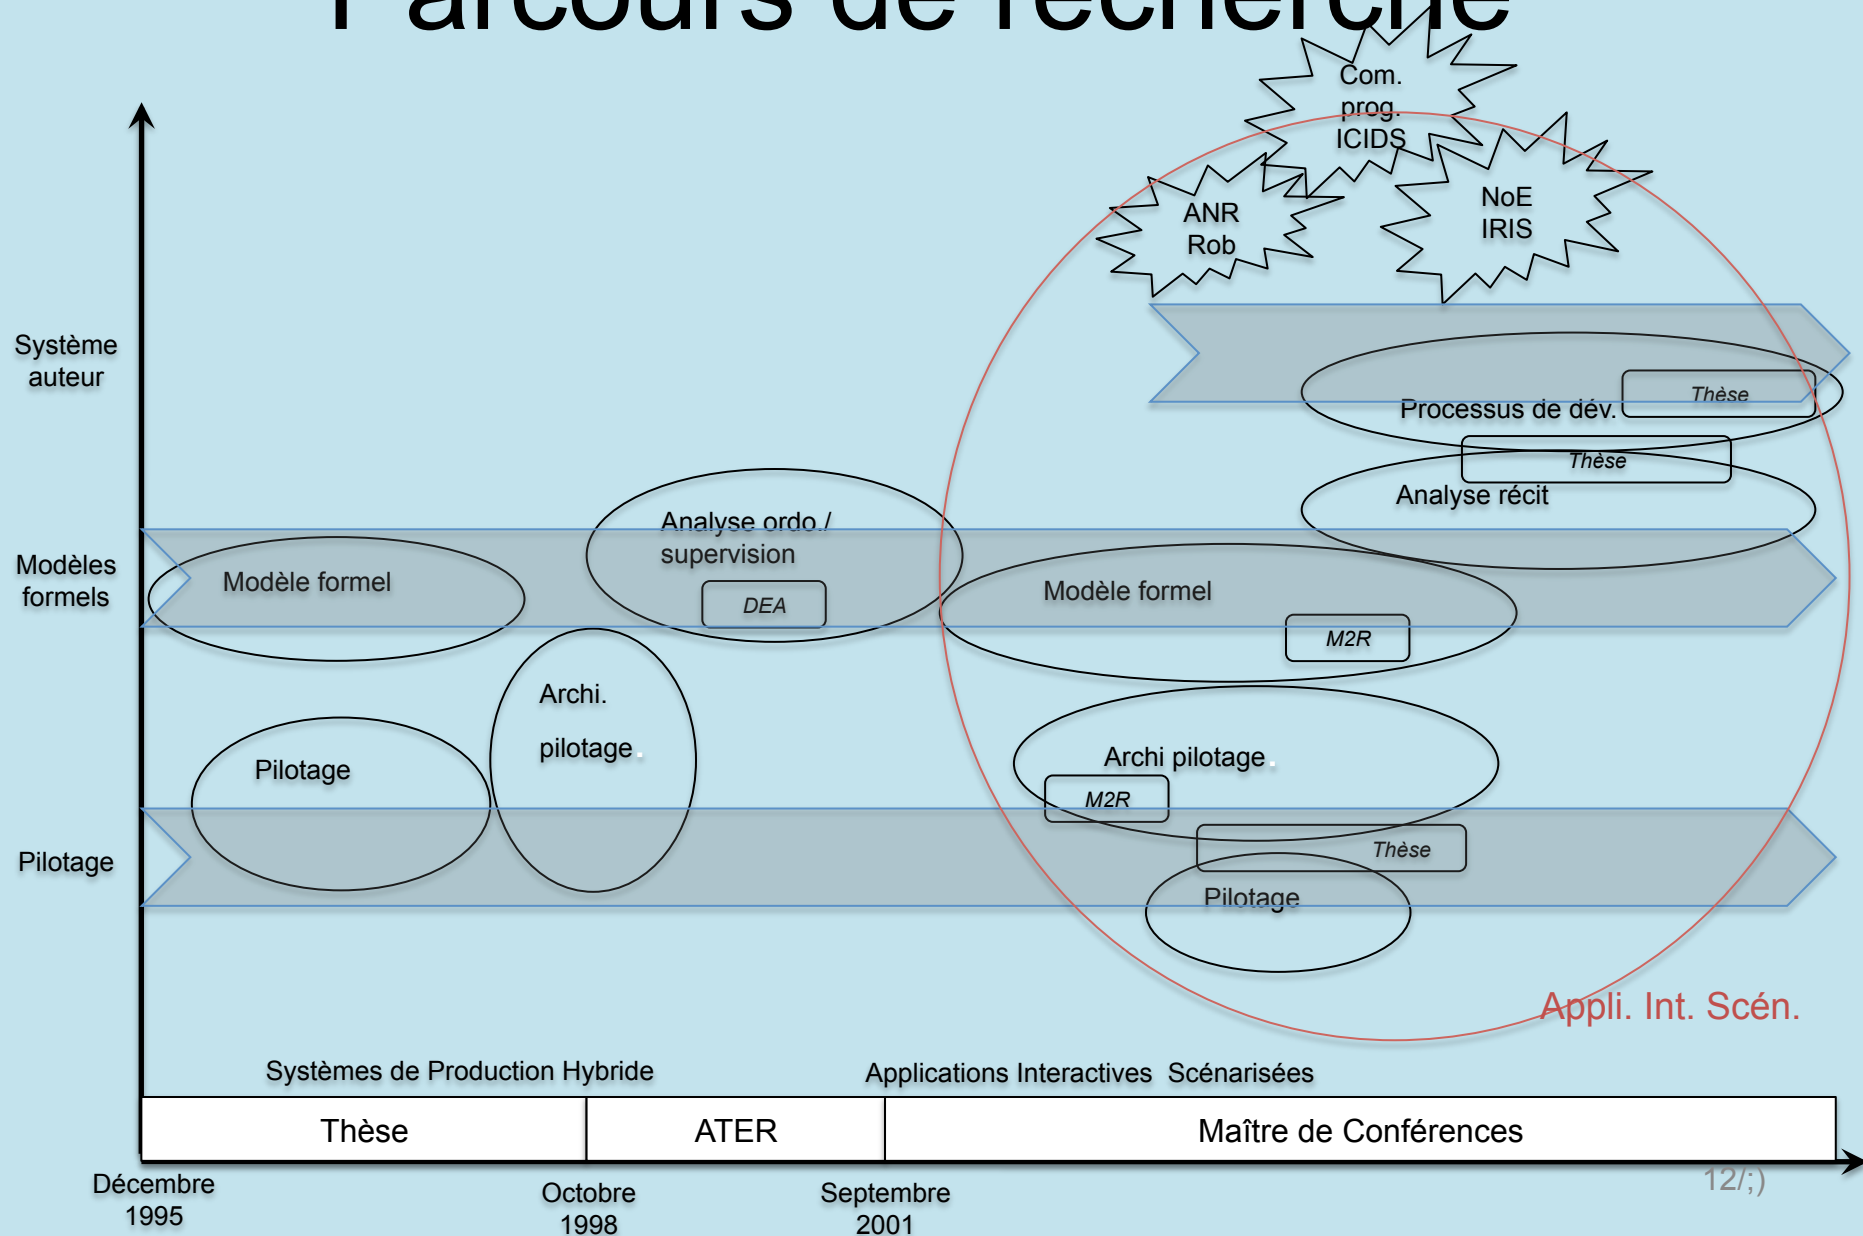 Parcours de recherche
Com.
prog.
ICIDS
ANR
Rob
NoE
IRIS
Système
auteur
Processus de dév.
Thèse
Thèse
Analyse récit
Analyse ordo./
supervision
DEA
Modèles
formels
Modèle formel
Modèle formel
M2R
Archi.
pilotage.
Pilotage
Archi pilotage.
M2R
Pilotage
Thèse
Pilotage
Appli. Int. Scén.
Systèmes de Production Hybride
Applications Interactives Scénarisées
Thèse
ATER
Maître de Conférences
Décembre
1995
Octobre
1998
Septembre
2001
12/;)